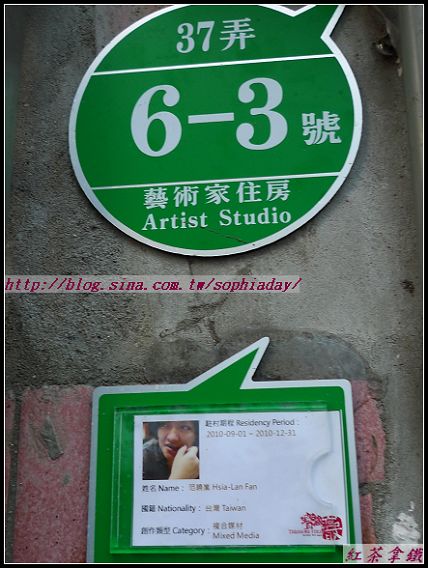 37弄
6-3號
藝術家住房
Artist Studio
http://blog.sina.com.tw/sophiaday/
駐村期程 Residency Period：
2010-09-01 ~ 2010-12-31
姓名 Name： 范曉嵐 Hsia-Lan Fan
國籍 Nationality： 台灣 Taiwan
創作類型 Category： 複合媒材
Mixed Media
紅茶拿鐵